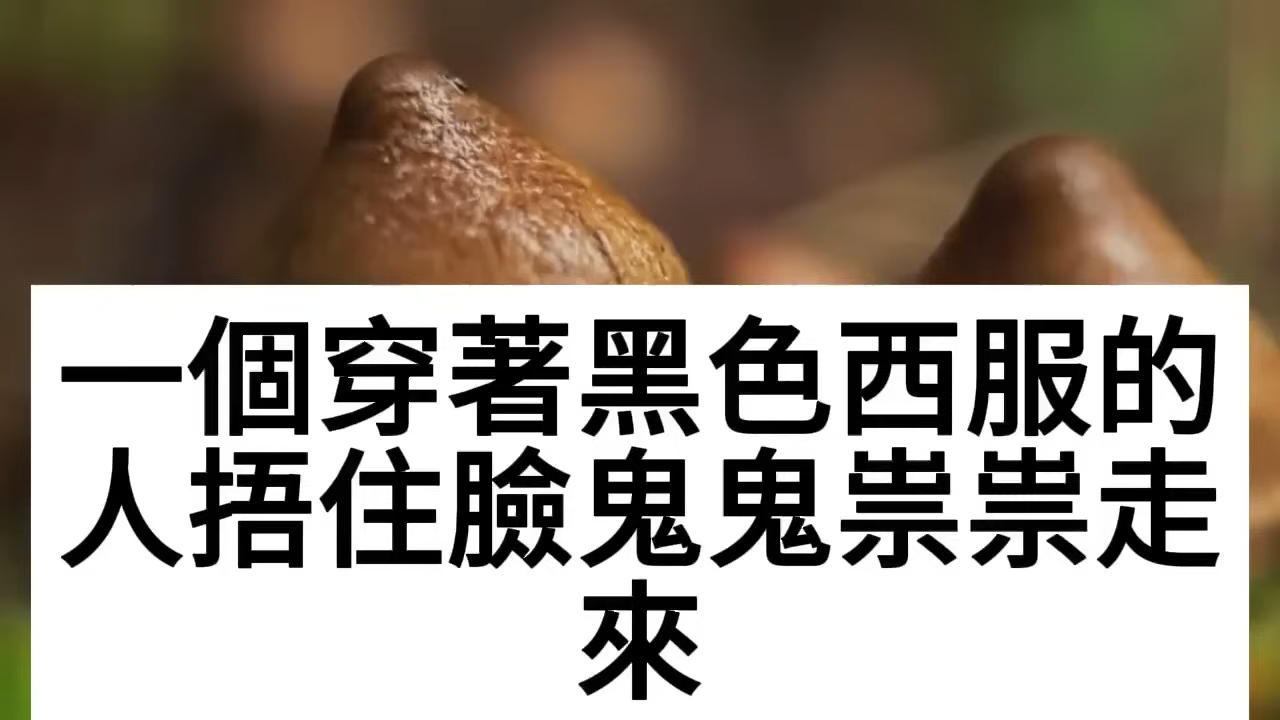 一個穿著黑色西服的
人捂住臉鬼鬼祟祟走
來